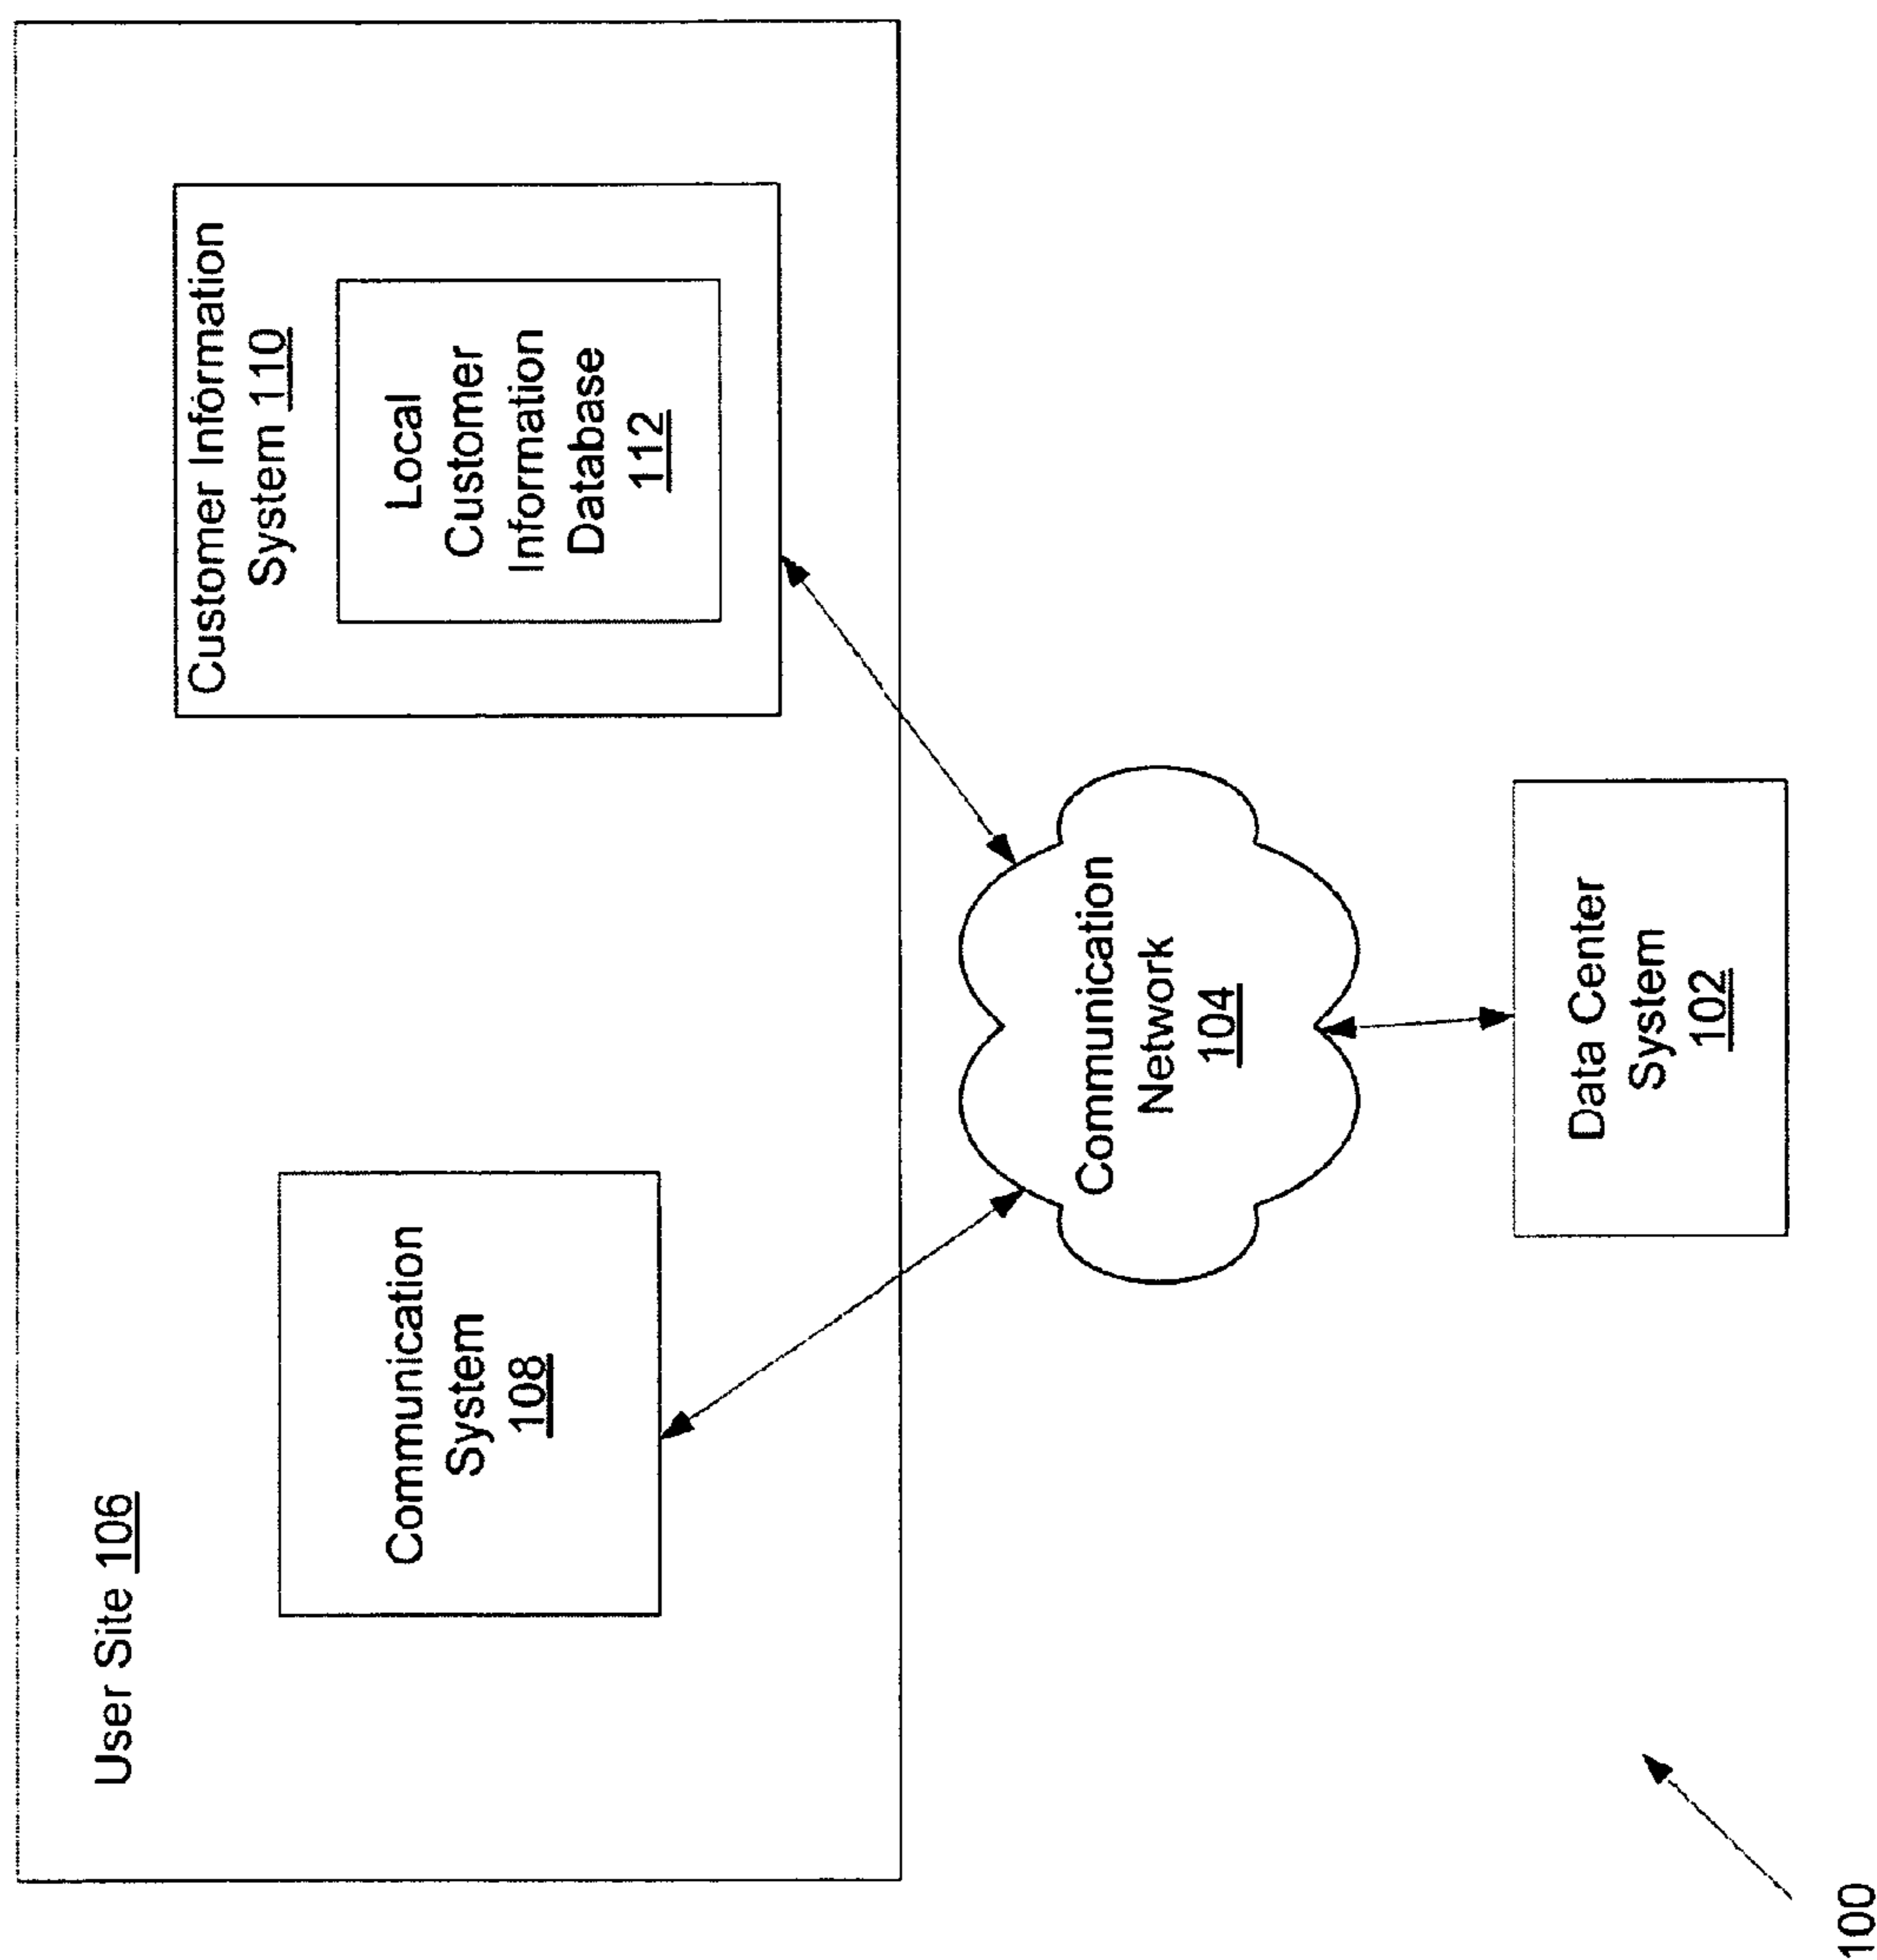 User Site 106
Communication
System
108
Customer Information
System 110
Local
Customer
Information
Database
112
Communication
Network
104
Data Center
System
102
100